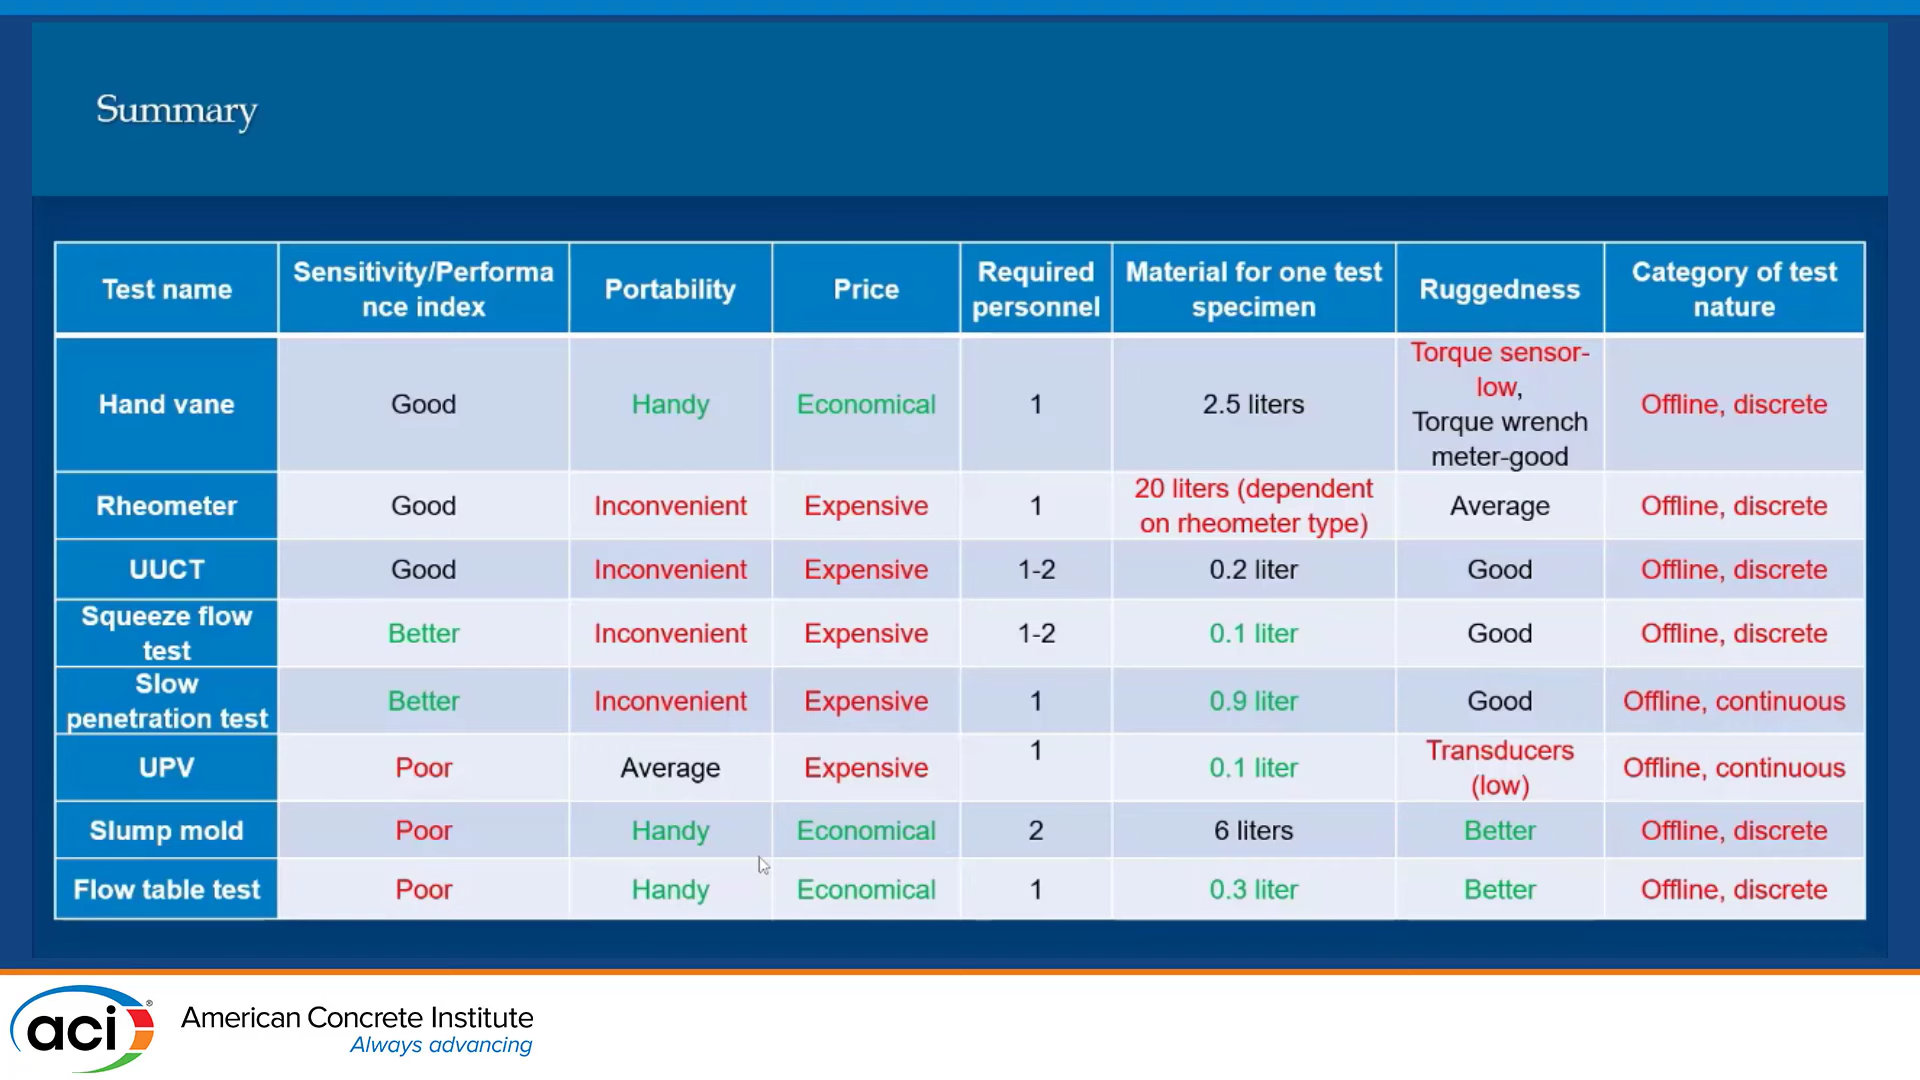 Summary
Test name
Sensitivity/Performa
nce index
Portability
Price
Required
personnel
Material for one test
specimen
Ruggedness
Category of test
nature
Hand vane
Good
Handy
Economical
1
2.5 liters
Torque sensor-
low,
Torque wrench
meter-good
Offline, discrete
Rheometer
Good
Inconvenient
Expensive
1
20 liters (dependent
on rheometer type)
Average
Offline, discrete
UUCT
Good
Inconvenient
Expensive
1-2
0.2 liter
Good
Offline, discrete
Squeeze flow
test
Better
Inconvenient
Expensive
1-2
0.1 liter
Good
Offline, discrete
Slow
penetration test
Better
Inconvenient
Expensive
1
0.9 liter
Good
Offline, continuous
UPV
Poor
Average
Expensive
1
0.1 liter
Transducers
(low)
Offline, continuous
Slump mold
Poor
Handy
Economical
2
6 liters
Better
Offline, discrete
Flow table test
Poor
Handy
Economical
1
0.3 liter
Better
Offline, discrete
aci®
American Concrete Institute
Always advancing